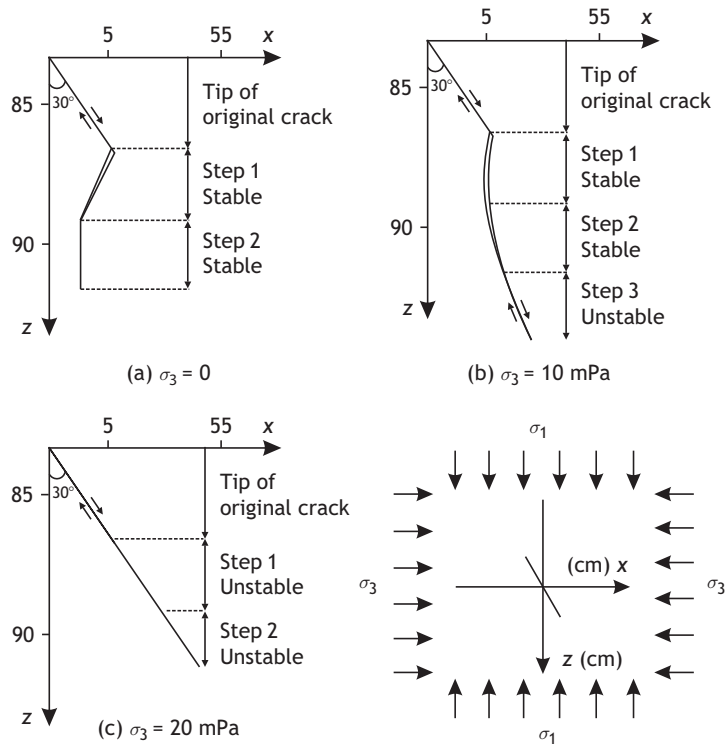 5 55 x
85
30°
Tip of
original crack
Step 1
Stable
90
Step 2
Stable
z
(a) σ3 = 0
5 55 x
85
30°
Tip of
original crack
Step 1
Stable
90
Step 2
Stable
Step 3
Unstable
z
(b) σ3 = 10 mPa
5 55 x
85
30°
Tip of
original crack
Step 1
Unstable
90
Step 2
Unstable
z
(c) σ3 = 20 mPa
σ1
(cm) x
σ3 σ3
z (cm)
σ1